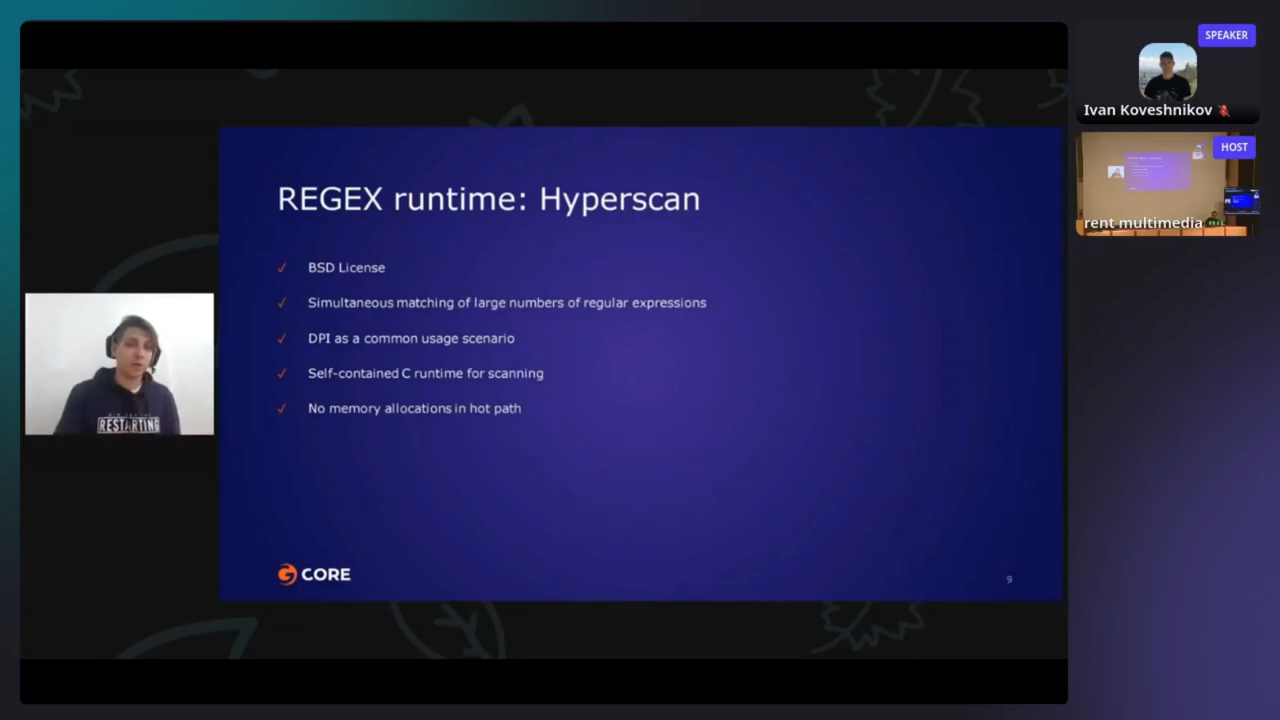 REGEX runtime: Hyperscan
BSD License
Simultaneous matching of large numbers of regular expressions
DPI as a common usage scenario
Self-contained C runtime for scanning
No memory allocations in hot path
CORE
9
RESTARTING
SPEAKER
Ivan Koveshnikov
HOST
rent multimedia